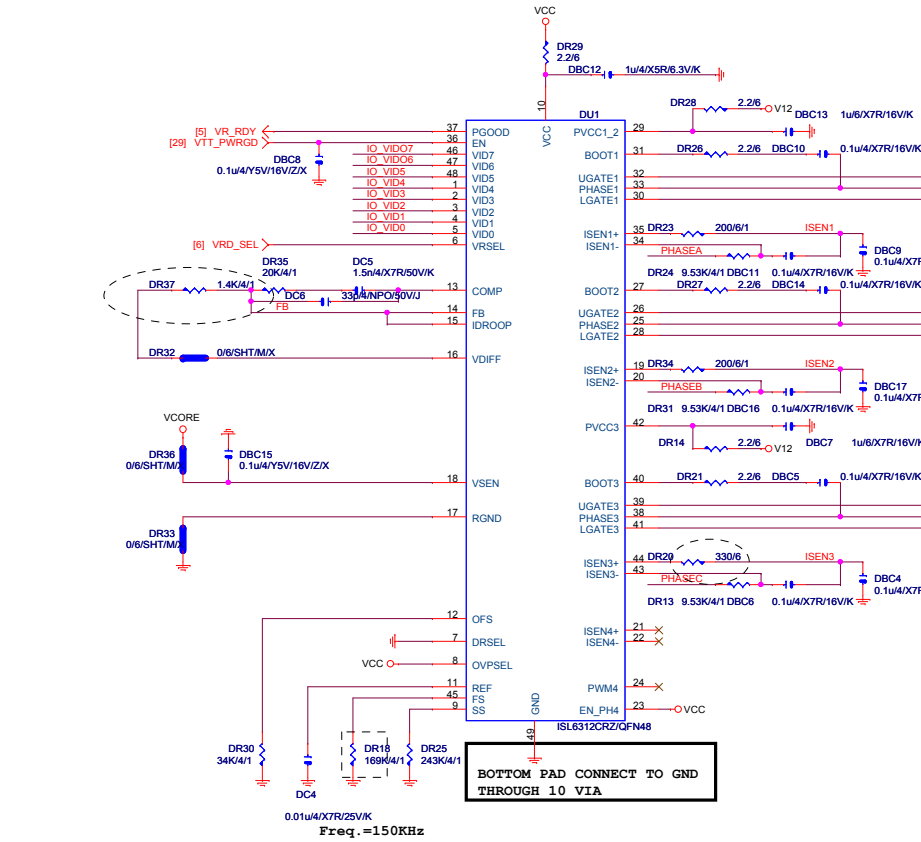 VCC
DR29
2.2/6
DBC12 1u/4/X5R/6.3V/K
10
DU1
VCC
DR28 2.2/6 V12
DBC13 1u/6/X7R/16V/K
[5] VR_RDY 37 PGOOD
PVCC1_2 29
[29] VTT_PWRGD 36 EN
DBC8
0.1u/4/Y5V/16V/Z/X
IO_VIDO7 46 VID7
IO_VIDO6 47 VID6
IO_VID5 48 VID5
IO_VID4 1 VID4
IO_VID3 2 VID3
IO_VID2 3 VID2
IO_VID1 4 VID1
IO_VID0 5 VID0
[6] VRD_SEL 6 VRSEL
BOOT1 31 DR26 2.2/6 DBC10 0.1u/4/X7R/16V/K
UGATE1 32
PHASE1 33
LGATE1 30
ISEN1+ 35 DR23 200/6/1 ISEN1
ISEN1- 34
PHASEA
DBC9
0.1u/4/X7R
DR24 9.53K/4/1 DBC11 0.1u/4/X7R/16V/K
DR35
20K/4/1
DC5
1.5n/4/X7R/50V/K
DR37 1.4K/4/1
DC6 33p/4/NPO/50V/J
FB
13 COMP
14 FB
15 IDROOP
BOOT2 27 DR27 2.2/6 DBC14 0.1u/4/X7R/16V/K
UGATE2 26
PHASE2 25
LGATE2 28
DR32 0/6/SHT/M/X 16 VDIFF
ISEN2+ 19 DR34 200/6/1 ISEN2
ISEN2- 20
PHASEB
DBC17
0.1u/4/X7R
DR31 9.53K/4/1 DBC16 0.1u/4/X7R/16V/K
VCORE
DR36
0/6/SHT/M/X
DBC15
0.1u/4/Y5V/16V/Z/X
18 VSEN
PVCC3 42
DR14 2.2/6 V12
DBC7 1u/6/X7R/16V/K
BOOT3 40 DR21 2.2/6 DBC5 0.1u/4/X7R/16V/K
UGATE3 39
PHASE3 38
LGATE3 41
17 RGND
DR33
0/6/SHT/M/X
ISEN3+ 44 DR20 330/6 ISEN3
ISEN3- 43
PHASEC
DBC4
0.1u/4/X7R
DR13 9.53K/4/1 DBC6 0.1u/4/X7R/16V/K
12 OFS
ISEN4+ 21
ISEN4- 22
7 DRSEL
VCC 8 OVPSEL
11 REF
45 FS
9 SS
PWM4 24
EN_PH4 23 VCC
GND
49
ISL6312CRZ/QFN48
DR30
34K/4/1
DR18
169K/4/1
DR25
243K/4/1
DC4
0.01u/4/X7R/25V/K
Freq.=150KHz
BOTTOM PAD CONNECT TO GND
THROUGH 10 VIA